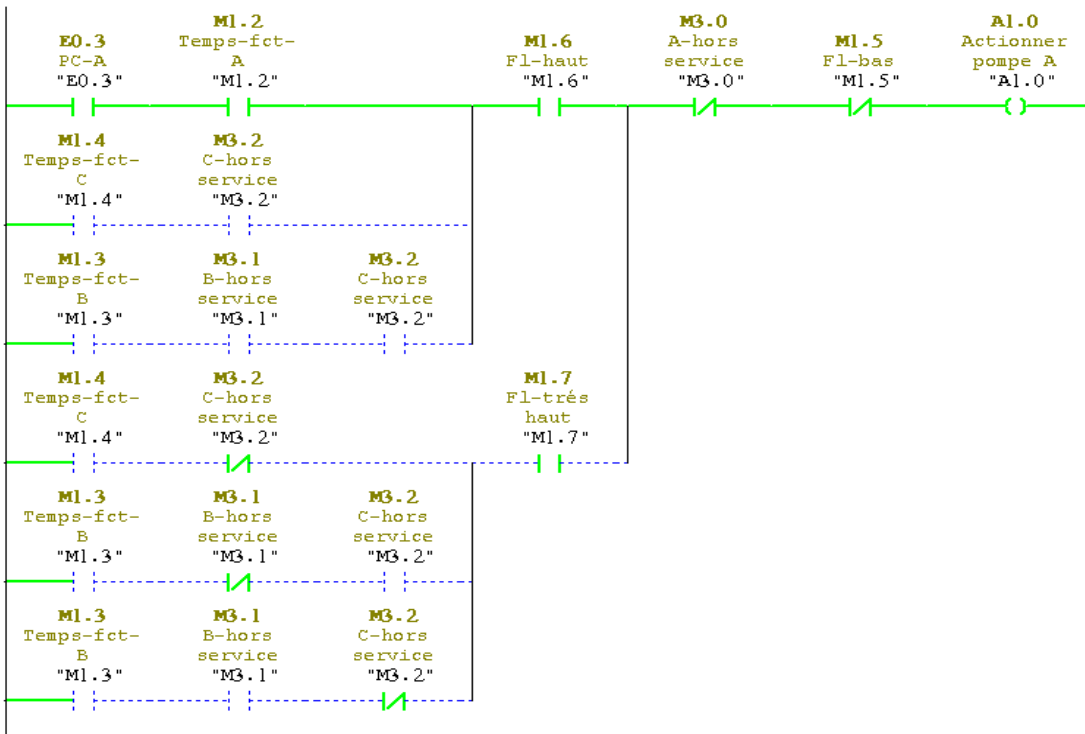 M1.2
M3.0
A1.0
E0.3
Temps-fct-
M1.6
A-hors
M1.5
Actionner
PC-A
A
Fl-haut
service
Fl-bas
pompe A
"E0.3"
"M1.2"
"M1.6"
"M3.0"
"M1.5"
"A1.0"
M1.4
M3.2
Temps-fct-
C-hors
C
service
"M1.4"
"M3.2"
M1.3
M3.1
M3.2
Temps-fct-
B-hors
C-hors
B
service
service
"M1.3"
"M3.1"
"M3.2"
M1.4
M3.2
M1.7
Temps-fct-
C-hors
Fl-trés
C
service
haut
"M1.4"
"M3.2"
"M1.7"
M1.3
M3.1
M3.2
Temps-fct-
B-hors
C-hors
B
service
service
"M1.3"
"M3.1"
"M3.2"
M1.3
M3.1
M3.2
Temps-fct-
B-hors
C-hors
B
service
service
"M1.3"
"M3.1"
"M3.2"